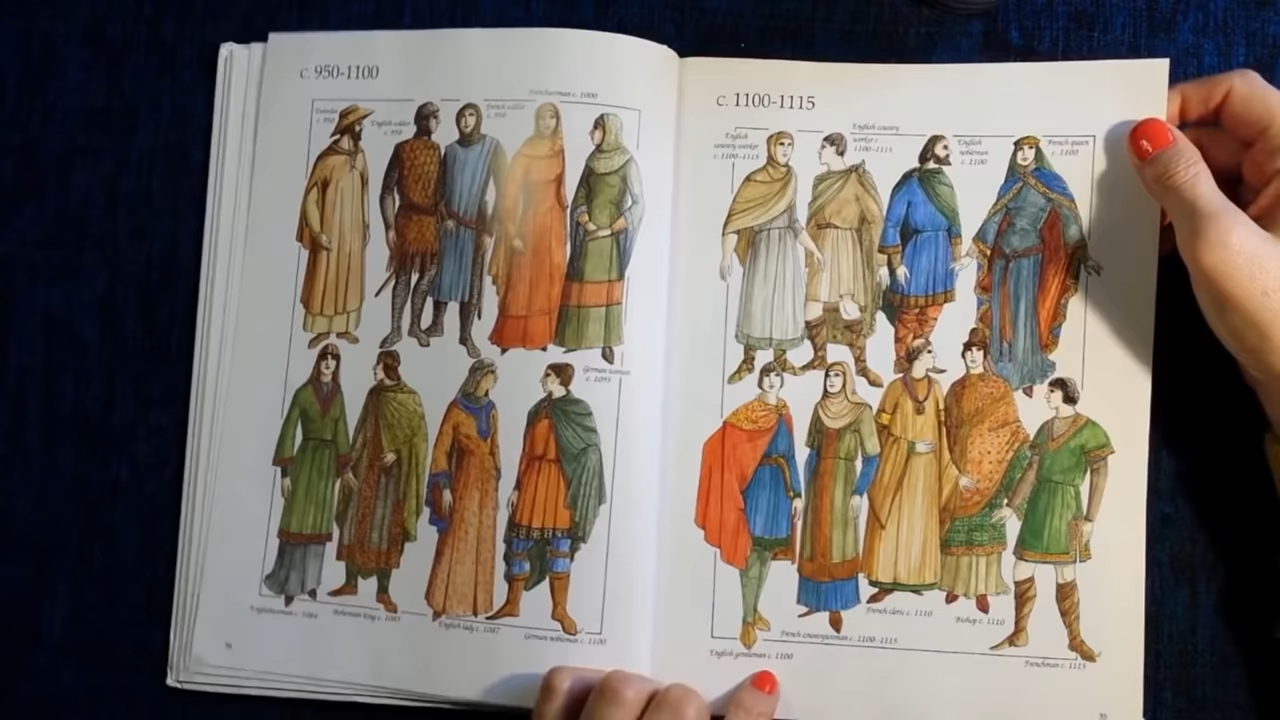 c. 950-1100
Frenchwoman c. 1000
c. 950
English soldier
c. 950
French soldier
c. 950
German woman
c. 1095
Englishwoman c. 1084
Bohemian king c. 1085
English lady c. 1087
German nobleman c. 1100
c. 1100-1115
English
country worker
c. 1100-1115
English country
worker c.
1100-1115
English
nobleman
c. 1100
French queen
c. 1100
French cleric c. 1110
Bishop c. 1110
French countrywoman c. 1100-1115
English gentleman c. 1100
Frenchman c. 1115